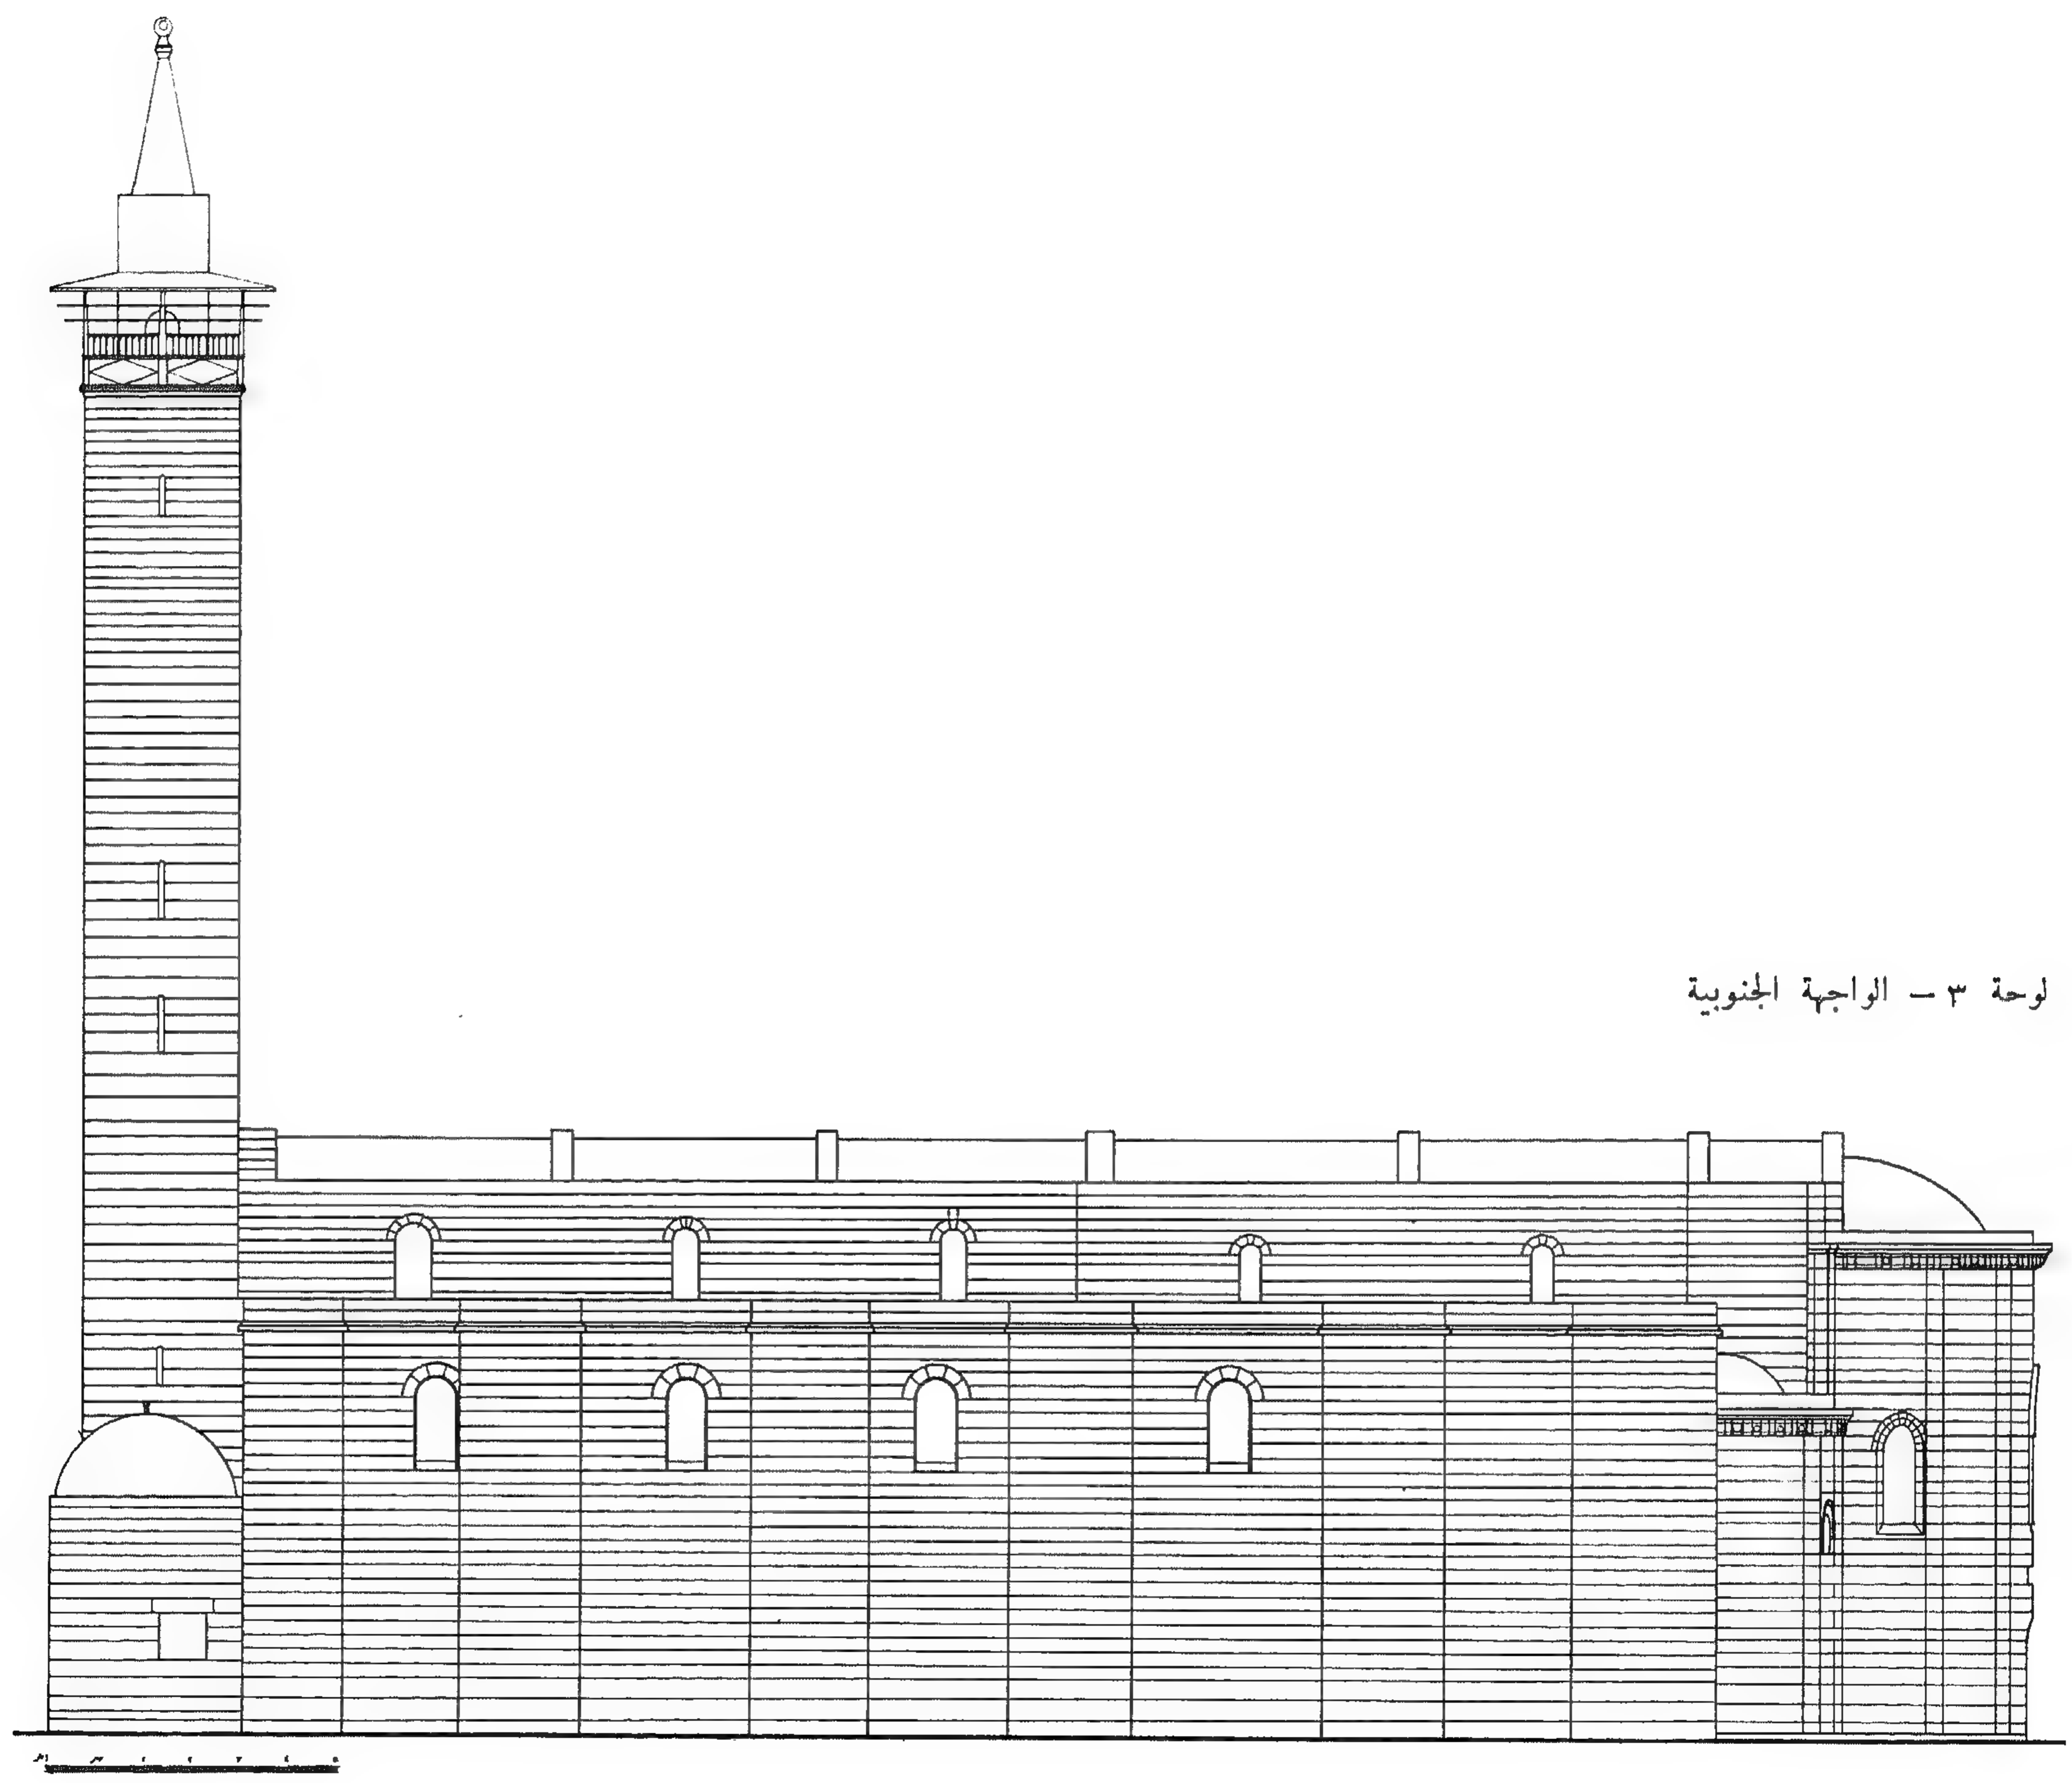 لوحة ٣ – الواجهة الجنوبية